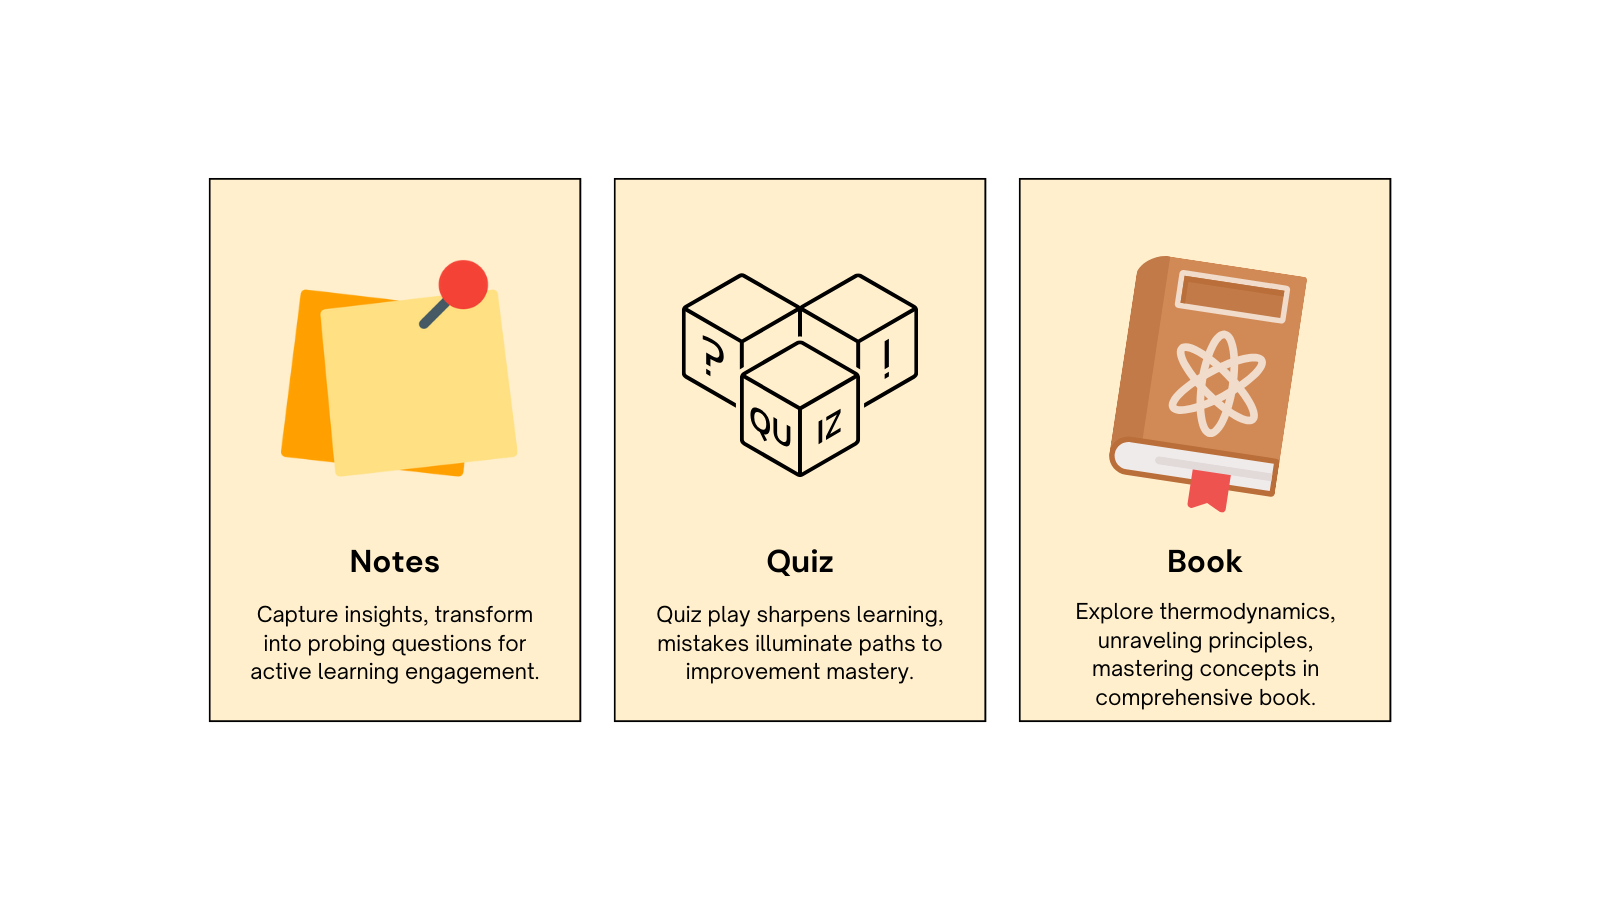 ?
!
QU IZ
Notes
Capture insights, transform
into probing questions for
active learning engagement.
Quiz
Quiz play sharpens learning,
mistakes illuminate paths to
improvement mastery.
Book
Explore thermodynamics,
unraveling principles,
mastering concepts in
comprehensive book.